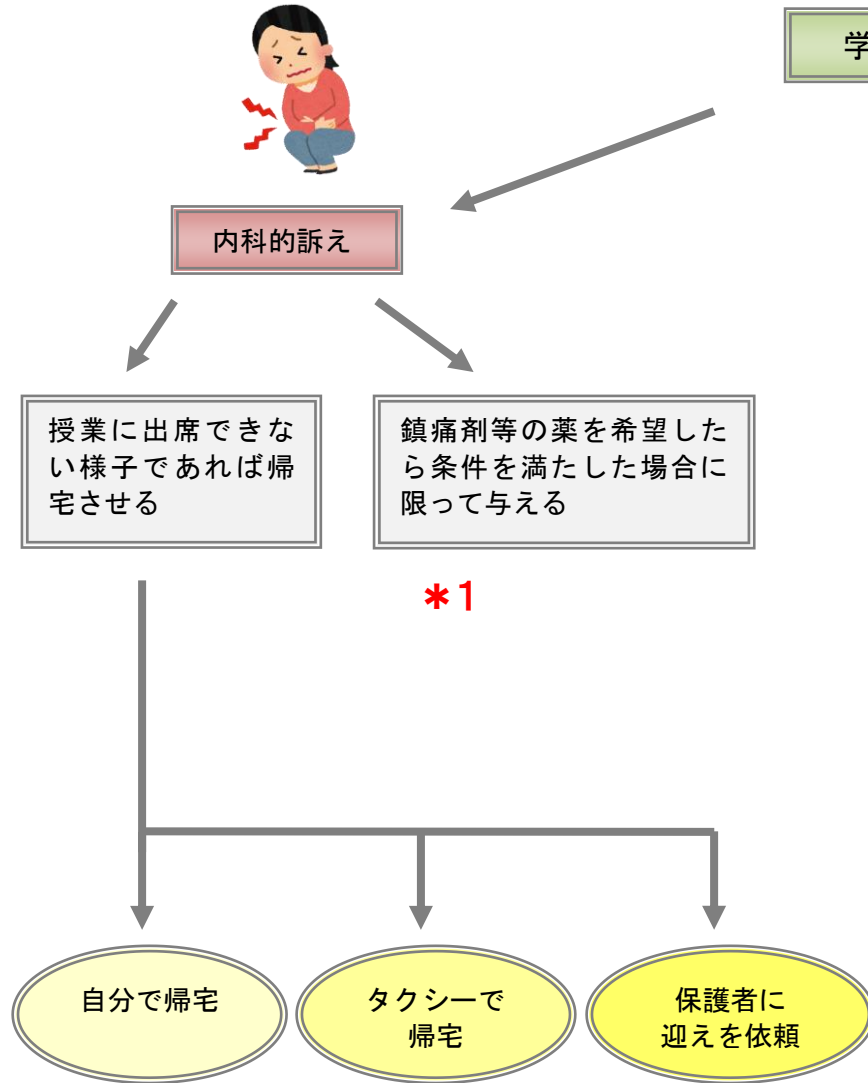 学
内科的訴え
授業に出席できな
い様子であれば帰
宅させる
鎮痛剤等の薬を希望した
ら条件を満たした場合に
限って与える
*1
自分で帰宅
タクシーで
帰宅
保護者に
迎えを依頼